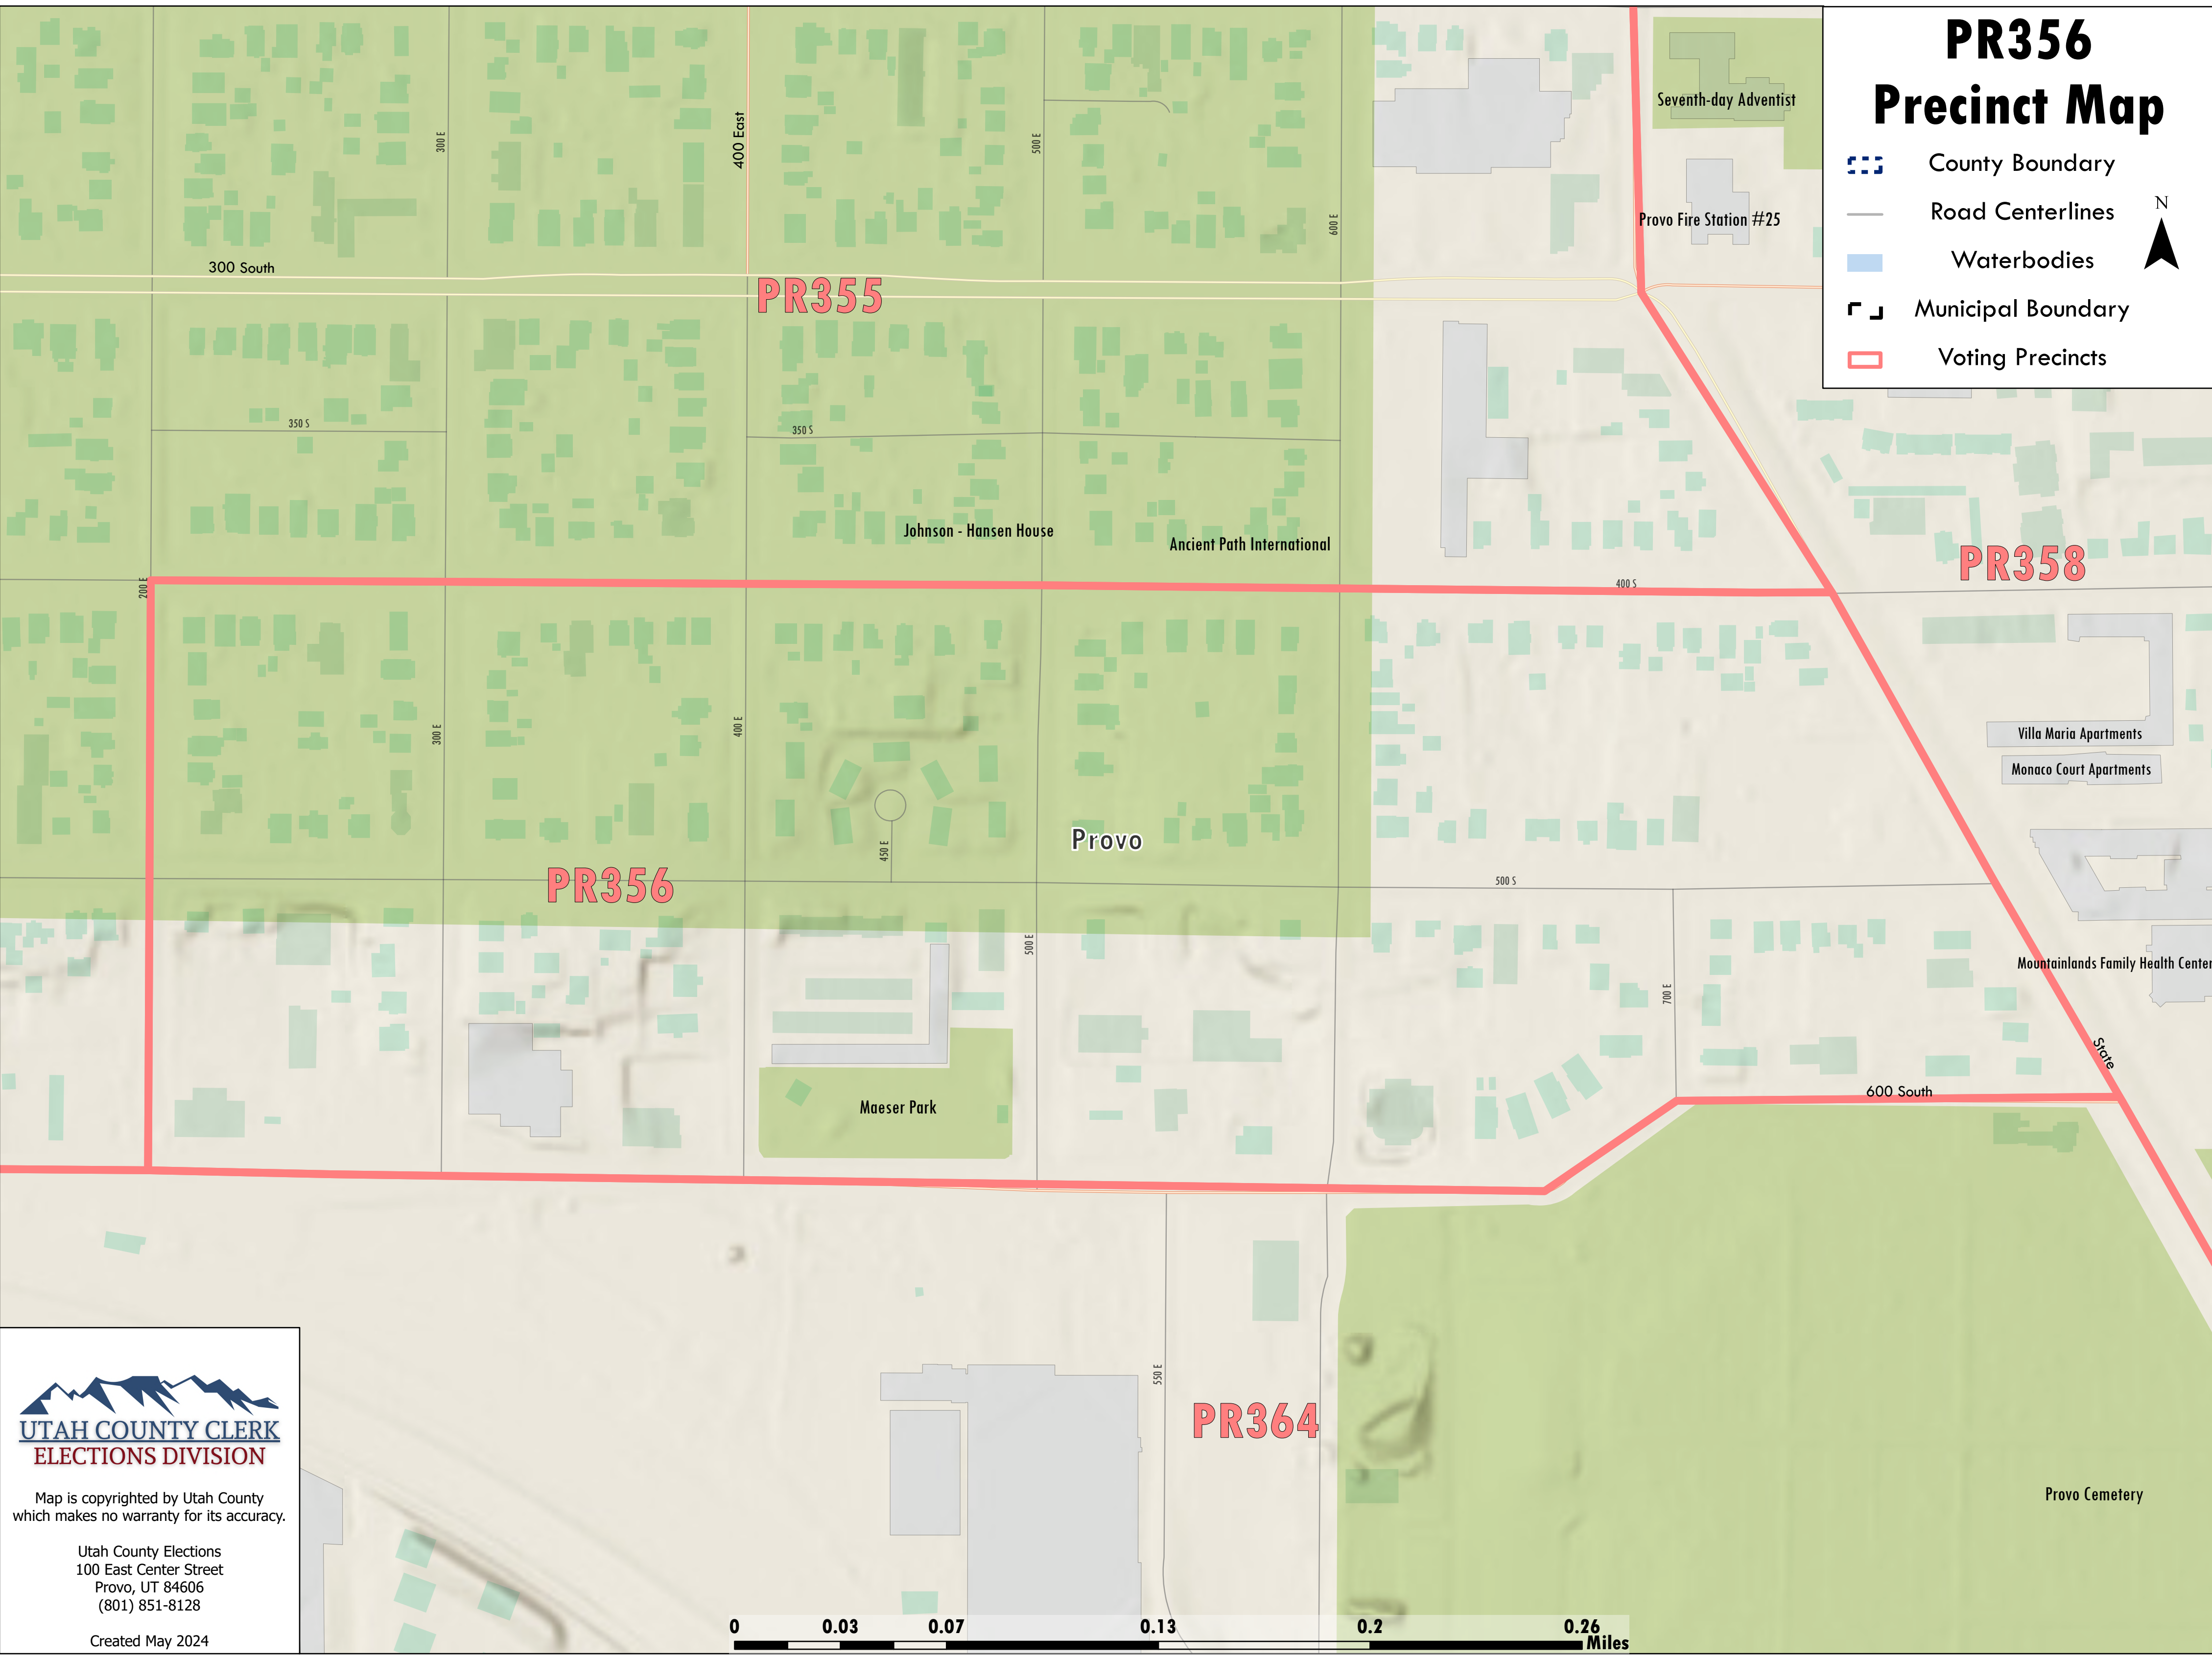 PR356
Precinct Map
County Boundary
Road Centerlines
N
Waterbodies
Municipal Boundary
Voting Precincts
Seventh-day Adventist
300 E
400 East
500 E
600 E
Provo Fire Station #25
300 South
PR355
350 S
350 S
Johnson - Hansen House
Ancient Path International
PR358
200 E
400 S
300 E
400 E
Villa Maria Apartments
Monaco Court Apartments
Provo
450 E
PR356
500 S
500 E
Mountainlands Family Health Center
700 E
State
600 South
Maeser Park
550 E
PR364
Provo Cemetery
UTAH COUNTY CLERK
ELECTIONS DIVISION
Map is copyrighted by Utah County
which makes no warranty for its accuracy.
Utah County Elections
100 East Center Street
Provo, UT 84606
(801) 851-8128
Created May 2024
0 0.03 0.07 0.13 0.2 0.26
Miles